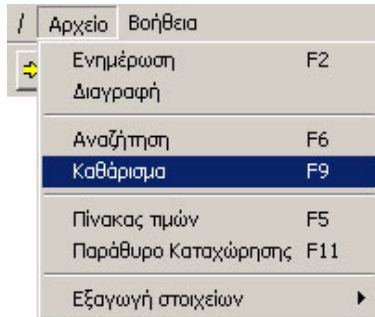 / Αρχείο Βοήθεια
Ενημέρωση F2
Διαγραφή
Αναζήτηση F6
Καθάρισμα F9
Πίνακας τιμών F5
Παράθυρο Καταχώρησης F11
Εξαγωγή στοιχείων